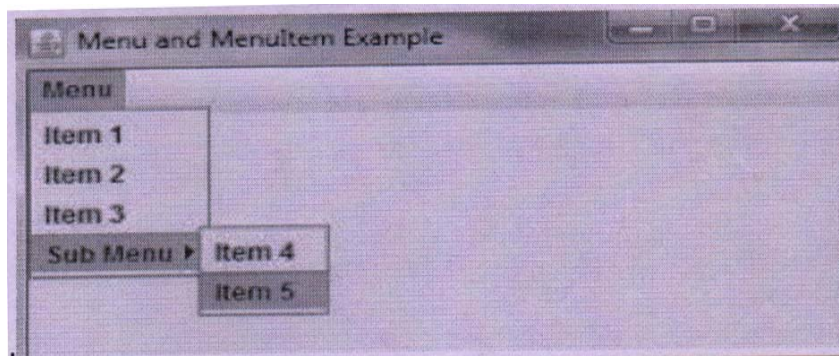 Menu and MenuItem Example
Menu
Item 1
Item 2
Item 3
Sub Menu
Item 4
Item 5